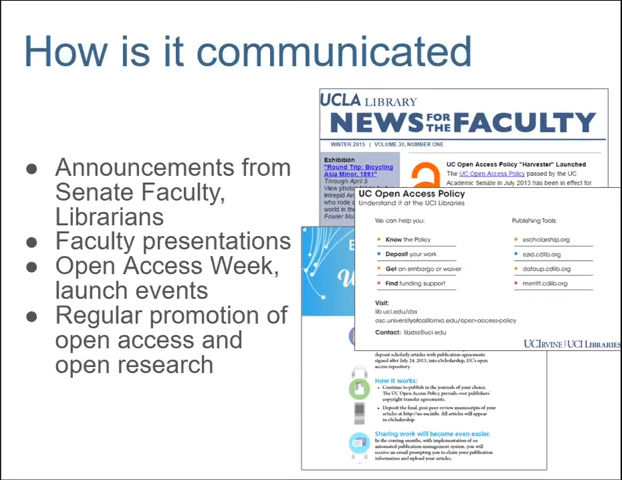 How is it communicated
● Announcements from
Senate Faculty,
Librarians
● Faculty presentations
● Open Access Week,
launch events
● Regular promotion of
open access and
open research
UCLA LIBRARY
NEWS FOR THE FACULTY
WINTER 2015 | VOLUME 30, NUMBER ONE
Exhibition
"Round Trip: Bicycling
Asia Minor, 1891"
Through April 5
View photo
intrepid Am
who rode a
world on th
Fowler Mu
UC Open Access Policy "Harvester" Launched
The UC Open Access Policy passed by the UC
Academic Senate in July 2013 has been in effect for
UC Open Access Policy
Understand it at the UCI Libraries
We can help you:
Know the Policy
Deposit your work
Get an embargo or waiver
Find funding support
Publishing Tools:
escholarship.org
ezid.cdlib.org
dataup.cdlib.org
merritt.cdlib.org
Visit:
lib.uci.edu/dss
osc.universityofcalifornia.edu/open-access-policy
Contact: libdss@uci.edu
UCIRVINE | UCI LIBRARIES
deposit scholarly articles with publication agreements
signed after July 24, 2013, into eScholarship, UC's open
access repository.
How it works:
• Continue to publish in the journals of your choice.
The UC Open Access Policy prevails over publishers'
copyright transfer agreements.
• Deposit the final, post peer review manuscripts of your
articles at
All articles will appear
in eScholarship.
Sharing work will become even easier.
In the coming months, with implementation of an
automated publication management system, you will
receive an email prompting you to claim your publication
information and upload your articles.